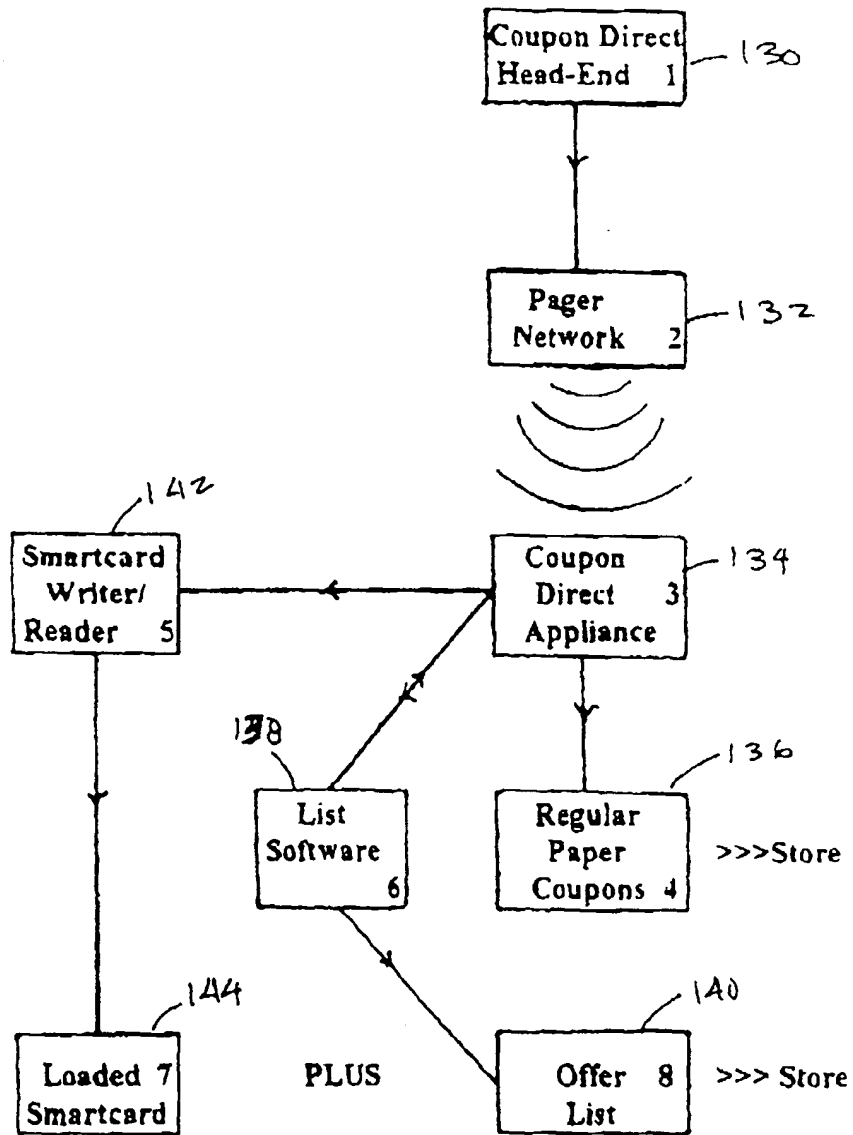 Coupon Direct
Head-End 1
130
Pager
Network 2
132
142
Smartcard
Writer/
Reader 5
Coupon
Direct 3
Appliance
134
138
List
Software
6
136
Regular
Paper
Coupons 4
>>>Store
144
Loaded 7
Smartcard
PLUS
140
Offer 8
List
>>> Store